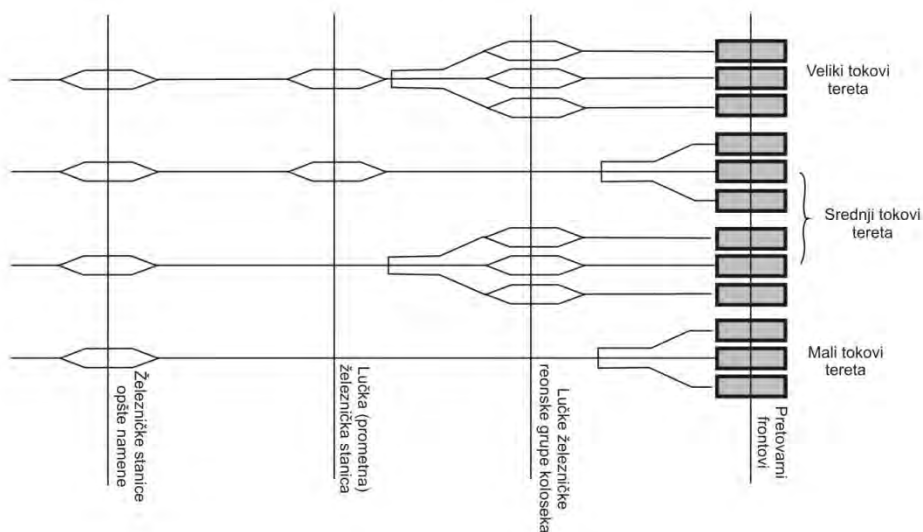 Veliki tokovi
tereta
Srednji tokovi
tereta
Mali tokovi
tereta
Železničke stanice
opšte namene
Lučka (prometna)
železnička stanica
Lučke železničke
reonske grupe koloseka
Pretovarni
frontovi